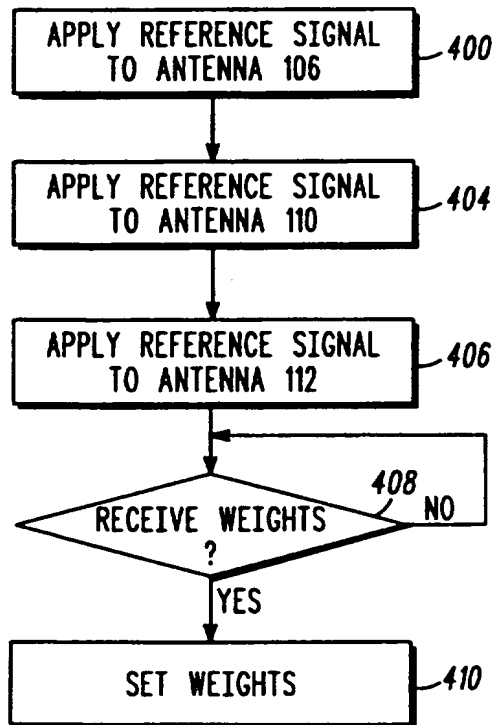 APPLY REFERENCE SIGNAL
TO ANTENNA 106
400
APPLY REFERENCE SIGNAL
TO ANTENNA 110
404
APPLY REFERENCE SIGNAL
TO ANTENNA 112
406
408
RECEIVE WEIGHTS
?
NO
YES
SET WEIGHTS
410